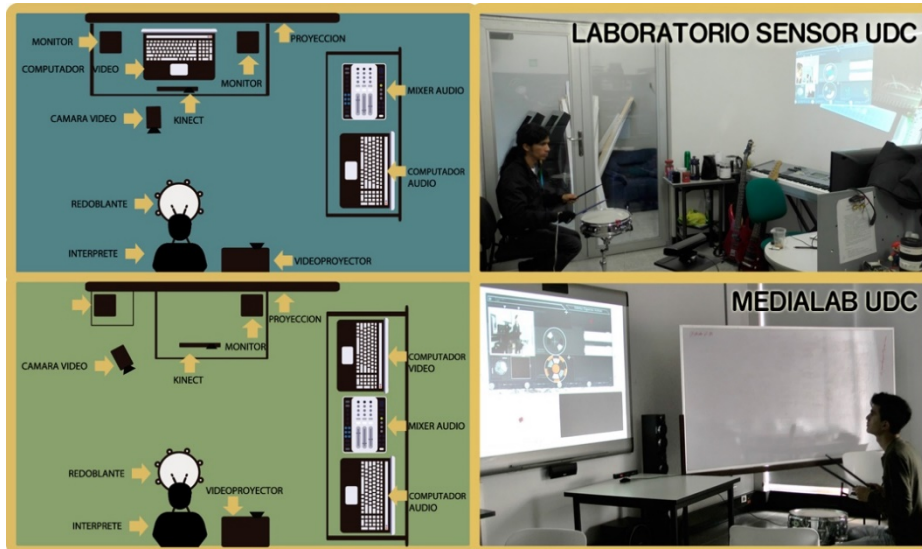 MONITOR
PROYECCION
COMPUTADOR VIDEO
MONITOR
MIXER AUDIO
CAMARA VIDEO
KINECT
COMPUTADOR
AUDIO
REDOBLANTE
INTERPRETE
VIDEOPROYECTOR
LABORATORIO SENSOR UDC
PROYECCION
MONITOR
CAMARA VIDEO
KINECT
COMPUTADOR
VIDEO
MIXER AUDIO
REDOBLANTE
VIDEOPROYECTOR
COMPUTADOR
AUDIO
INTERPRETE
MEDIALAB UDC